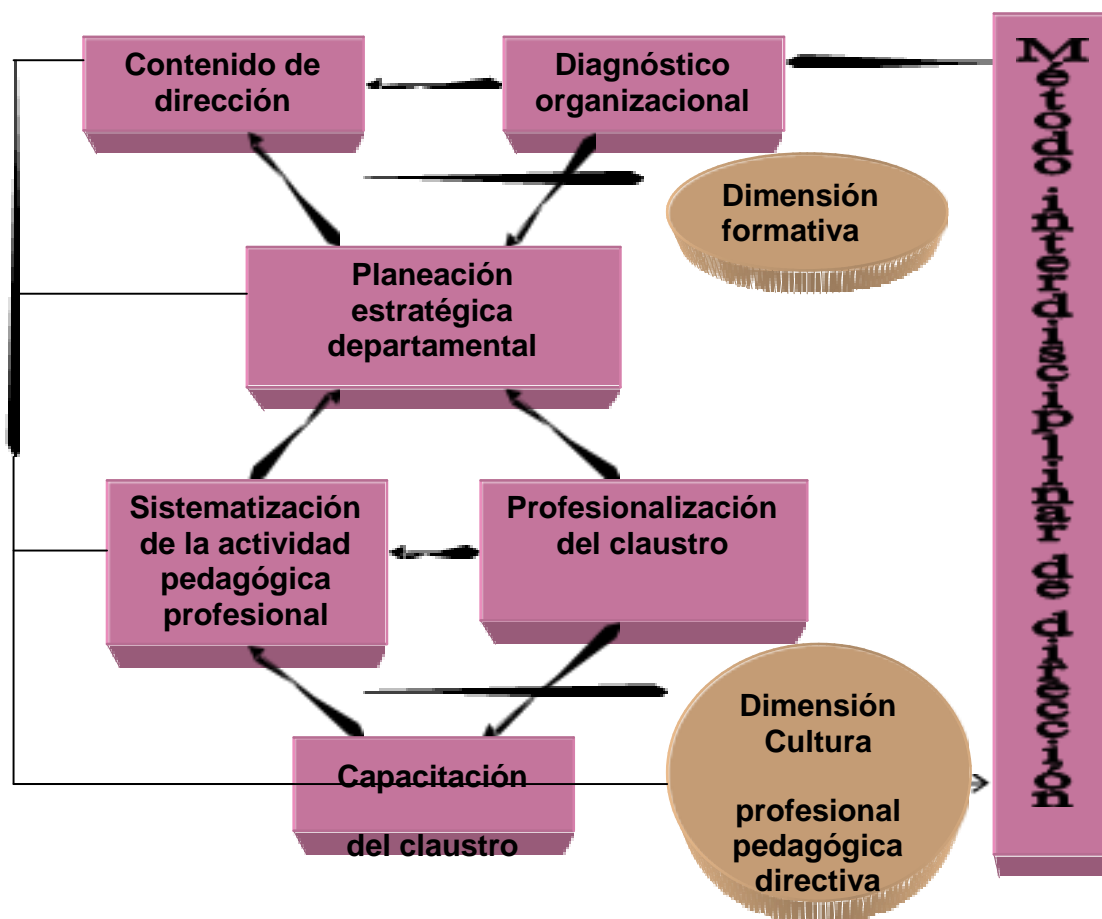 Contenido de
dirección
Diagnóstico
organizacional
Dimensión
formativa
Planeación
estratégica
departamental
Sistematización
de la actividad
pedagógica
profesional
Profesionalización
del claustro
Dimensión
Cultura
profesional
pedagógica
directiva
Capacitación
del claustro
Método interdisciplinar de dirección